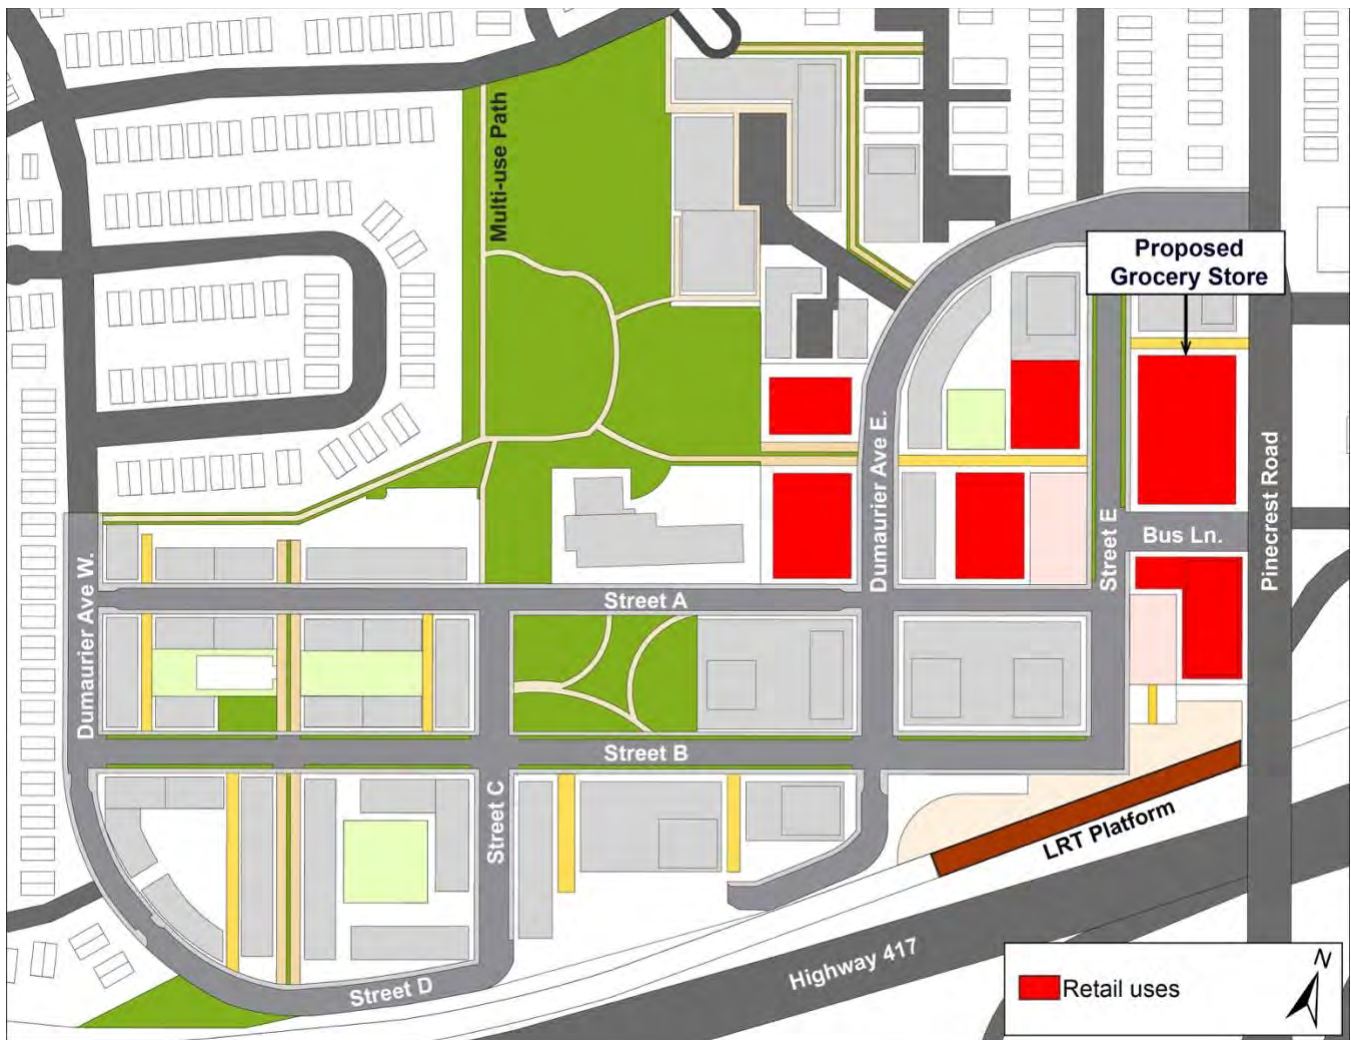 Multi-use Path
Proposed
Grocery Store
Dumaurier Ave E.
Pinecrest Road
Bus Ln.
Street E
Dumaurier Ave W.
Street A
Street B
Street C
LRT Platform
Highway 417
Street D
N
Retail uses